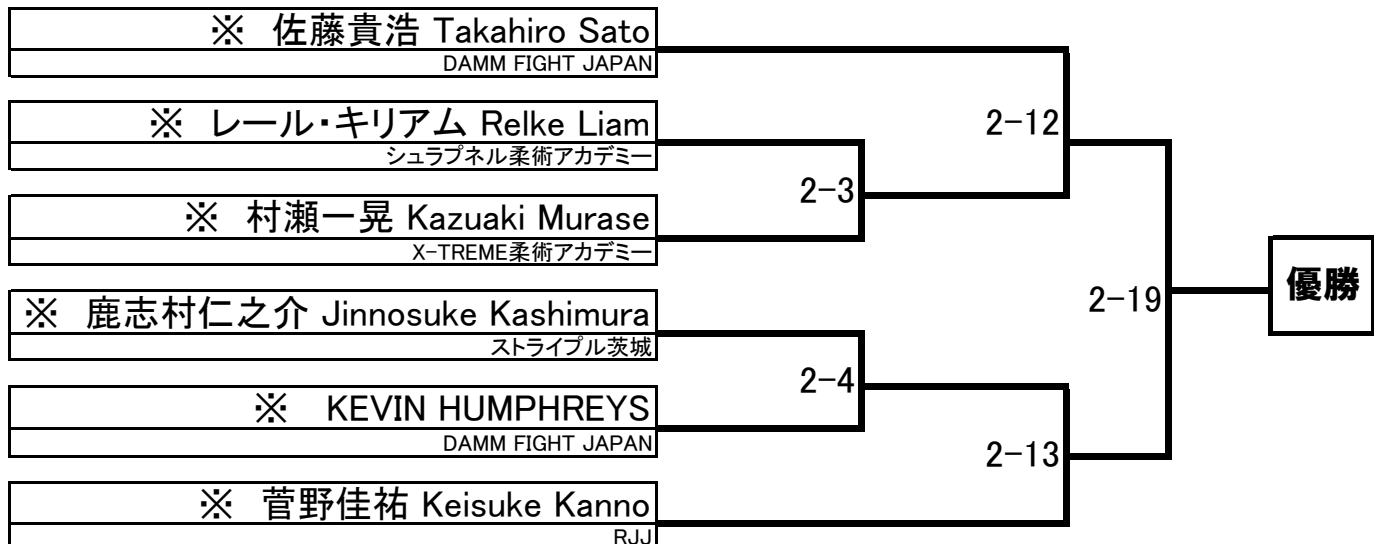 ※ 佐藤貴浩 Takahiro Sato
DAMM FIGHT JAPAN
※ レール・キリアム Relke Liam
シュラプネル柔術アカデミー
※ 村瀬一晃 Kazuaki Murase
X-TREME柔術アカデミー
※ 鹿志村仁之介 Jinnosuke Kashimura
ストライプル茨城
※ KEVIN HUMPHREYS
DAMM FIGHT JAPAN
※ 菅野佳祐 Keisuke Kanno
RJJ
2-3
2-4
2-12
2-13
2-19
優勝